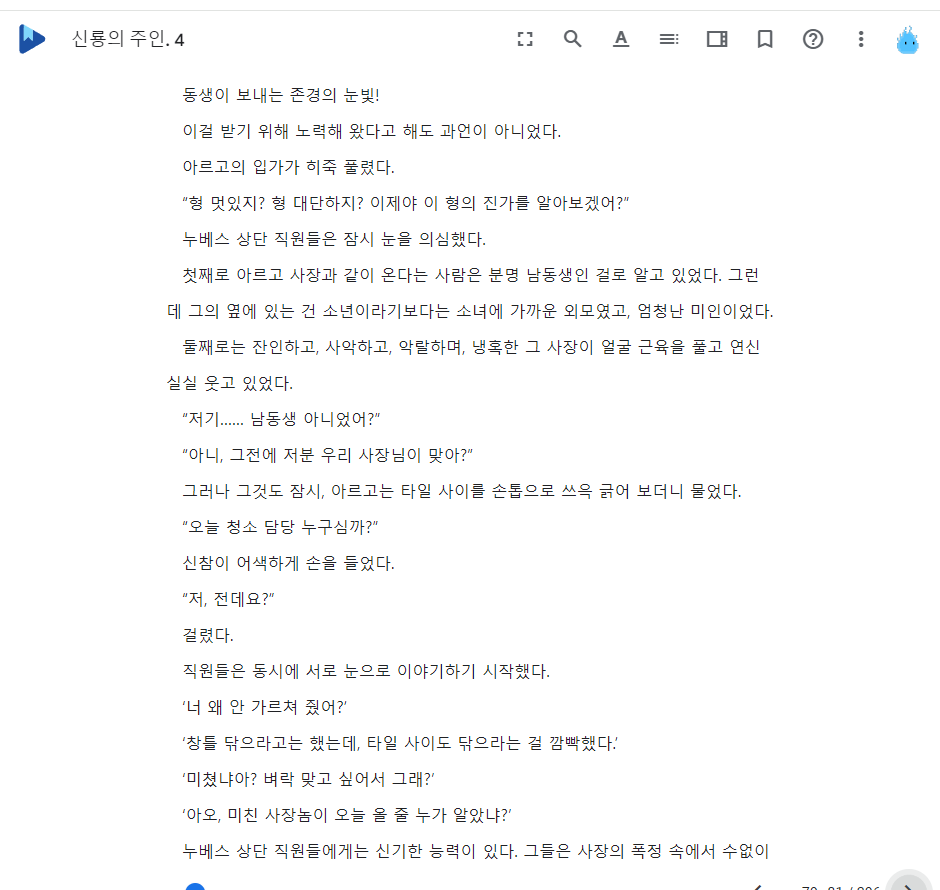 신룡의 주인. 4
동생이 보내는 존경의 눈빛!
이걸 받기 위해 노력해 왔다고 해도 과언이 아니었다.
아르고의 입가가 히죽 풀렸다.
“형 멋있지? 형 대단하지? 이제야 이 형의 진가를 알아보겠어?”
누베스 상단 직원들은 잠시 눈을 의심했다.
첫째로 아르고 사장과 같이 온다는 사람은 분명 남동생인 걸로 알고 있었다. 그런
데 그의 옆에 있는 건 소년이라기보다는 소녀에 가까운 외모였고, 엄청난 미인이었다.
둘째로는 잔인하고, 사악하고, 악랄하며, 냉혹한 그 사장이 얼굴 근육을 풀고 연신
실실 웃고 있었다.
“저기…… 남동생 아니었어?”
“아니, 그전에 저분 우리 사장님이 맞아?”
그러나 그것도 잠시, 아르고는 타일 사이를 손톱으로 쓰윽 긁어 보더니 물었다.
“오늘 청소 담당 누구심까?”
신참이 어색하게 손을 들었다.
“저, 전데요?”
걸렸다.
직원들은 동시에 서로 눈으로 이야기하기 시작했다.
‘너 왜 안 가르쳐 줬어?’
‘창틀 닦으라고는 했는데, 타일 사이도 닦으라는 걸 깜빡했다.’
‘미쳤냐아? 벼락 맞고 싶어서 그래?’
‘아오, 미친 사장놈이 오늘 올 줄 누가 알았냐?’
누베스 상단 직원들에게는 신기한 능력이 있다. 그들은 사장의 폭정 속에서 수없이